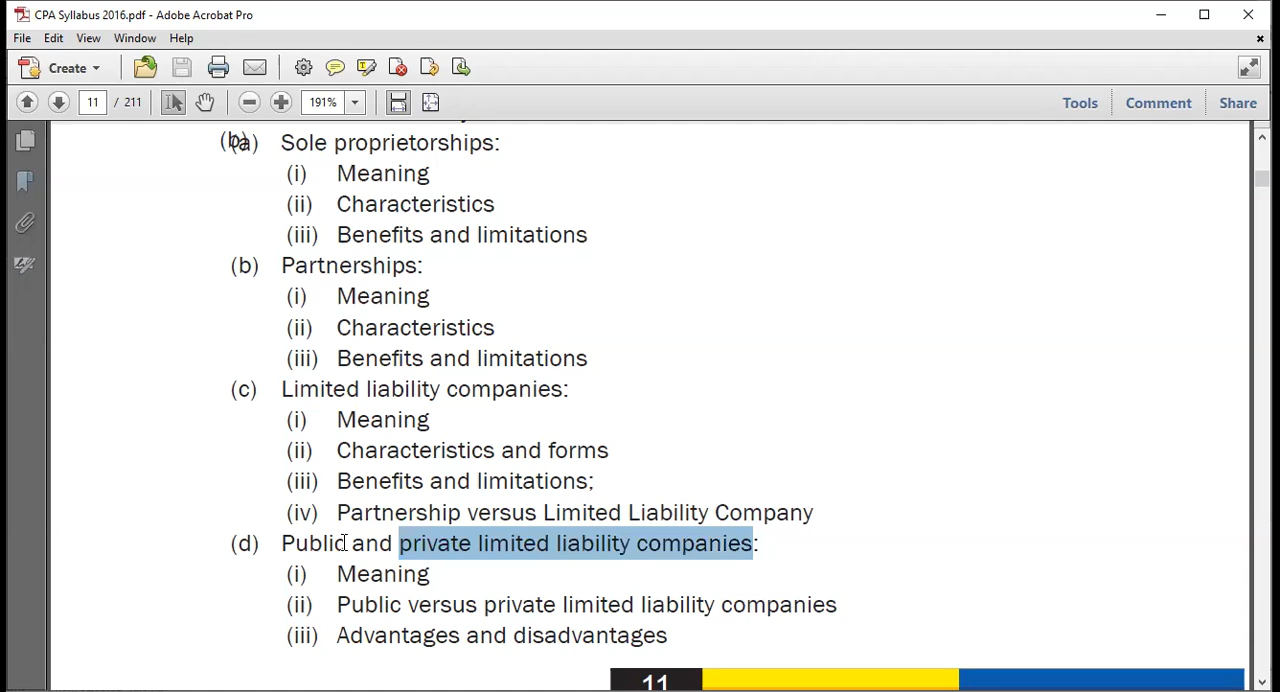 CPA Syllabus 2016.pdf - Adobe Acrobat Pro
File Edit View Window Help
Create
11 / 211 191% Tools Comment Share
(b)
(a) Sole proprietorships:
(i) Meaning
(ii) Characteristics
(iii) Benefits and limitations
(b) Partnerships:
(i) Meaning
(ii) Characteristics
(iii) Benefits and limitations
(c) Limited liability companies:
(i) Meaning
(ii) Characteristics and forms
(iii) Benefits and limitations;
(iv) Partnership versus Limited Liability Company
(d) Public and private limited liability companies:
(i) Meaning
(ii) Public versus private limited liability companies
(iii) Advantages and disadvantages
11